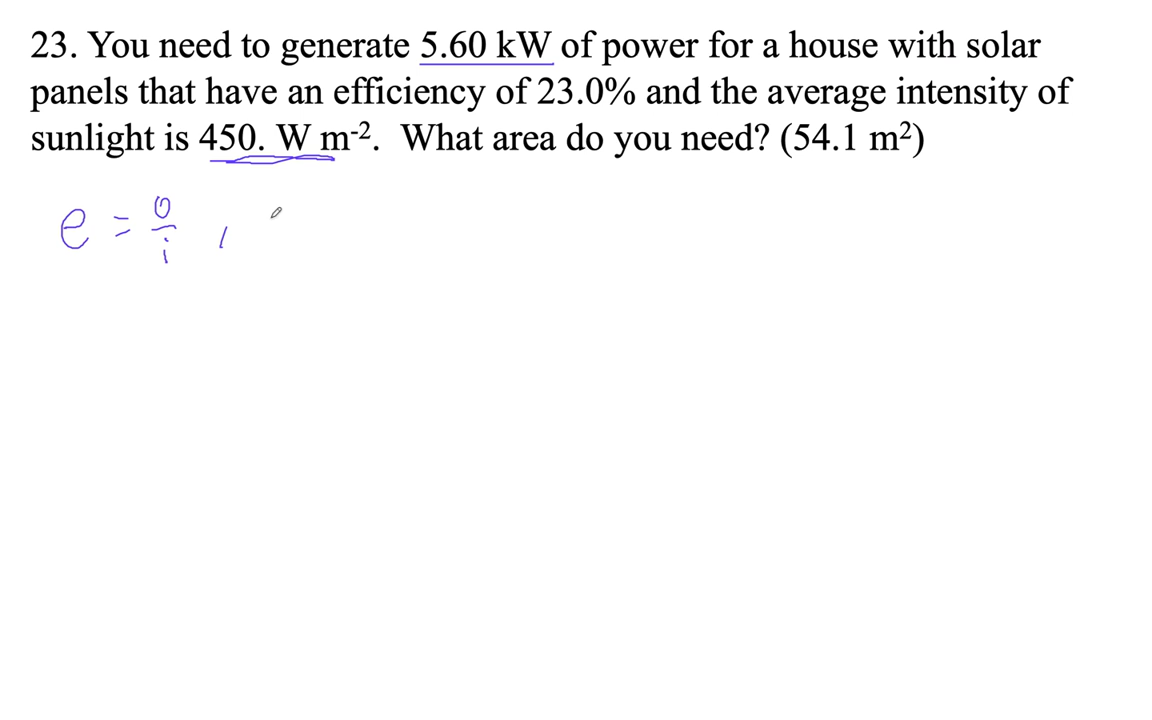 23. You need to generate 5.60 kW of power for a house with solar
panels that have an efficiency of 23.0% and the average intensity of
sunlight is 450. W m-2. What area do you need? (54.1 m2)
e = o/i ,